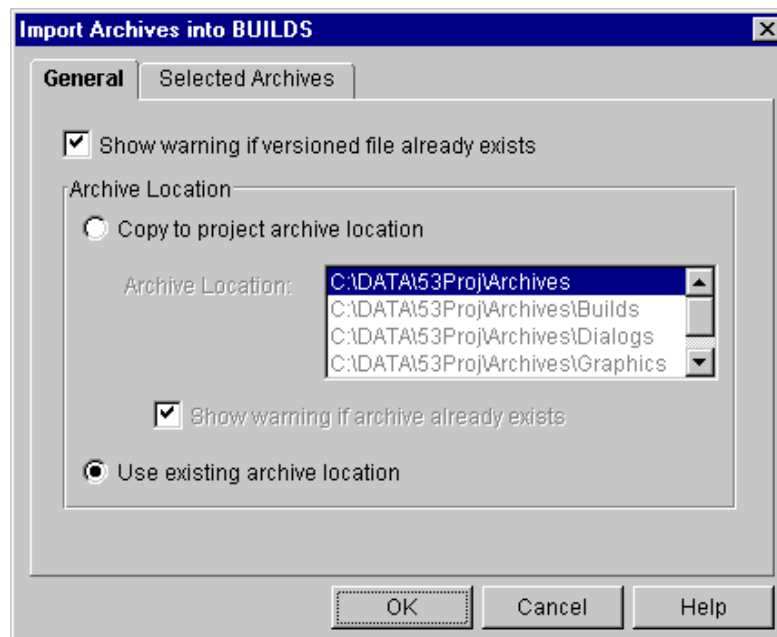 Import Archives into BUILDS
General Selected Archives
Show warning if versioned file already exists
Archive Location
Copy to project archive location
Archive Location:
C:\DATA\53Proj\Archives
C:\DATA\53Proj\Archives\Builds
C:\DATA\53Proj\Archives\Dialogs
C:\DATA\53Proj\Archives\Graphics
Show warning if archive already exists
Use existing archive location
OK Cancel Help